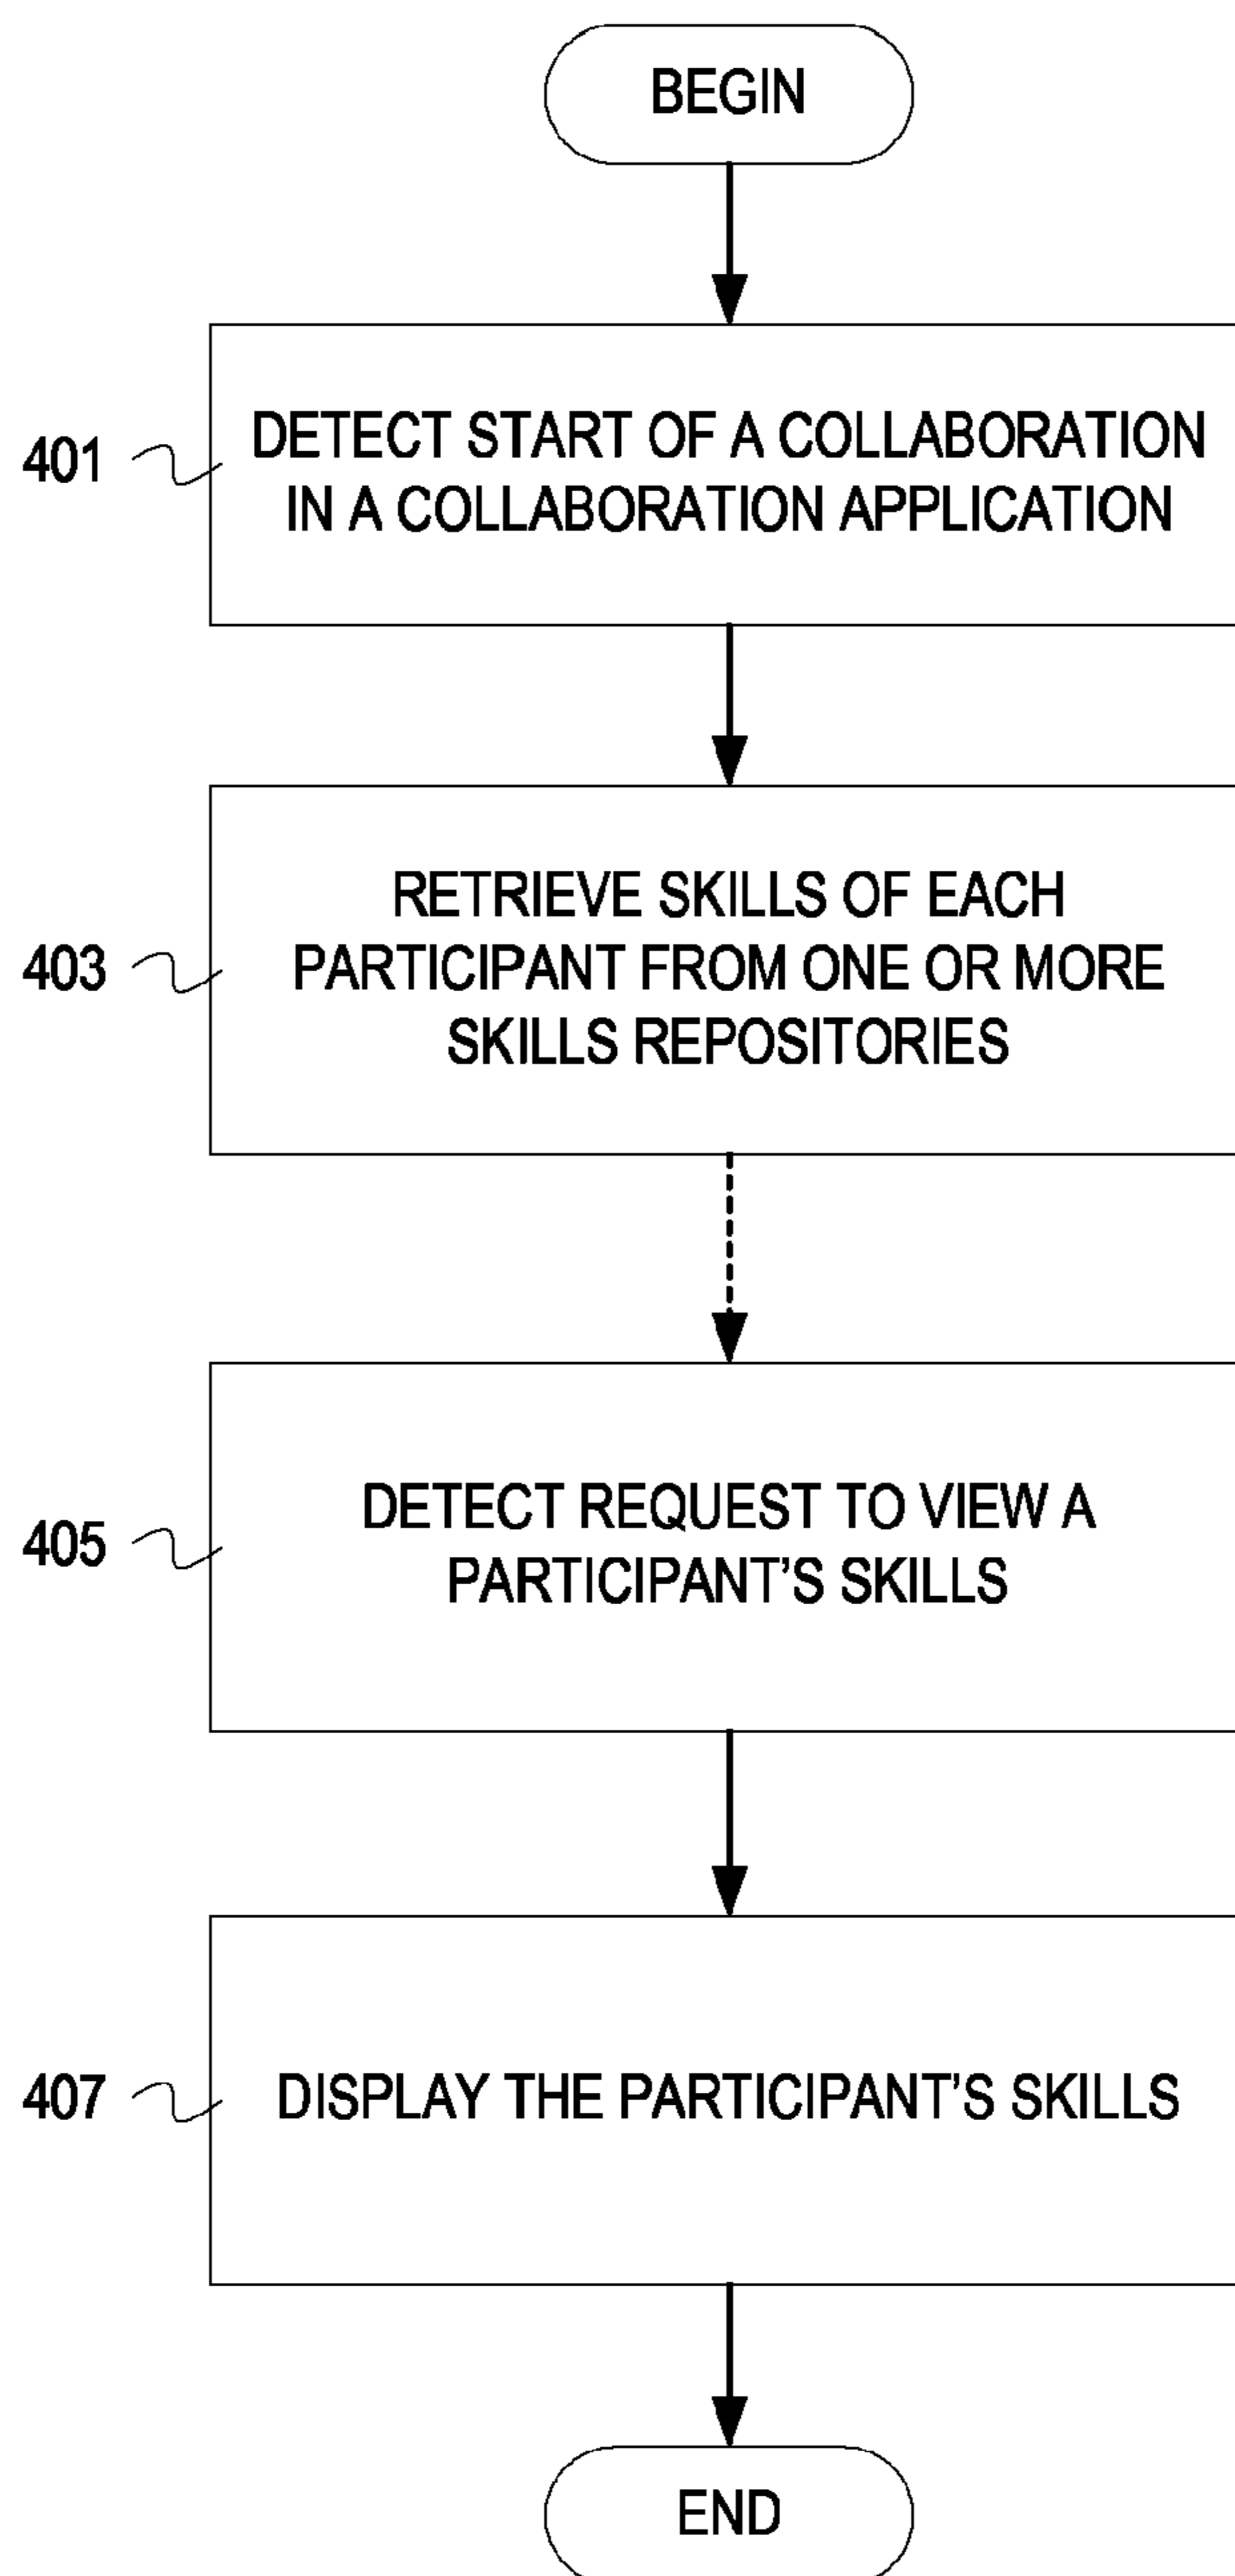 BEGIN
401
DETECT START OF A COLLABORATION
IN A COLLABORATION APPLICATION
403
RETRIEVE SKILLS OF EACH
PARTICIPANT FROM ONE OR MORE
SKILLS REPOSITORIES
405
DETECT REQUEST TO VIEW A
PARTICIPANT’S SKILLS
407
DISPLAY THE PARTICIPANT’S SKILLS
END